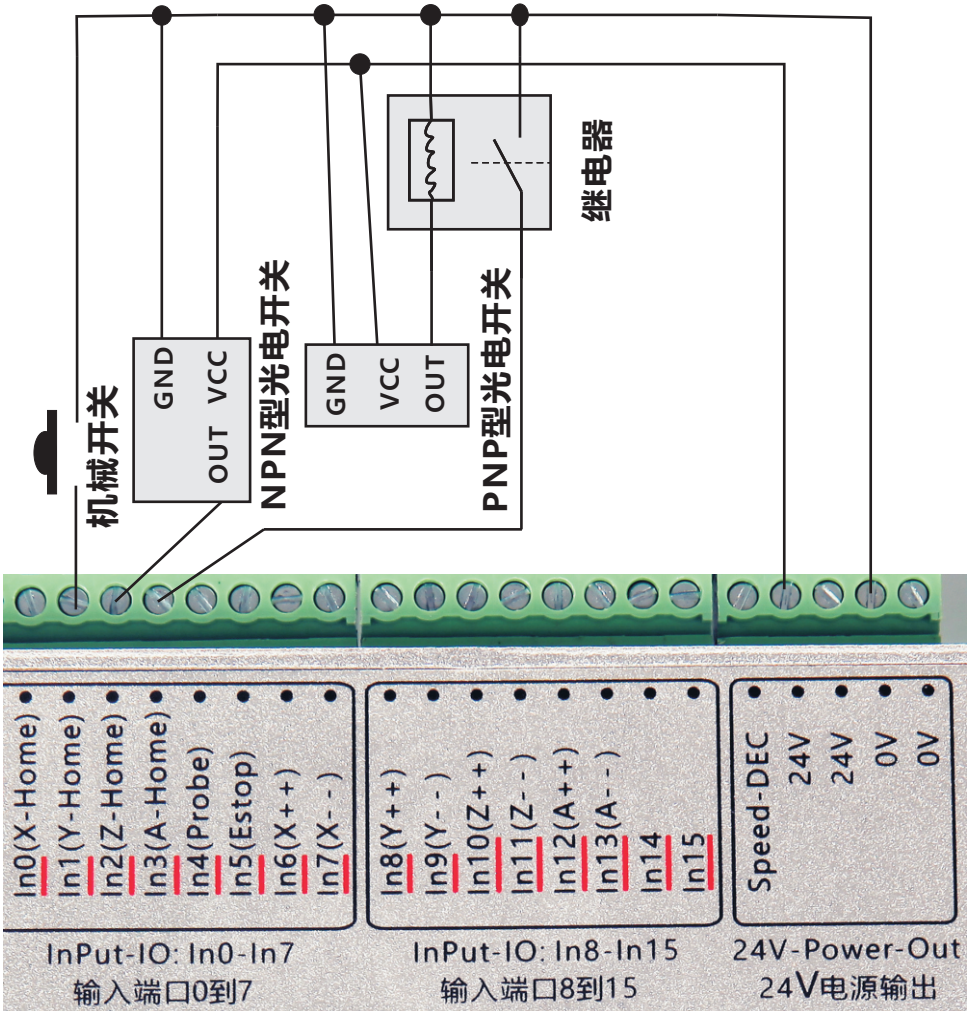 继电器
GND
VCC
OUT
NPN型光电开关
GND
VCC
OUT
PNP型光电开关
机械开关
In0(X-Home)
In1(Y-Home)
In2(Z-Home)
In3(A-Home)
In4(Probe)
In5(Estop)
In6(X++)
In7(X--)
In8(Y++)
In9(Y--)
In10(Z++)
In11(Z--)
In12(A++)
In13(A--)
In14
In15
Speed-DEC
24V
24V
0V
0V
InPut-IO: In0-In7
输入端口0到7
InPut-IO: In8-In15
输入端口8到15
24V-Power-Out
24V电源输出